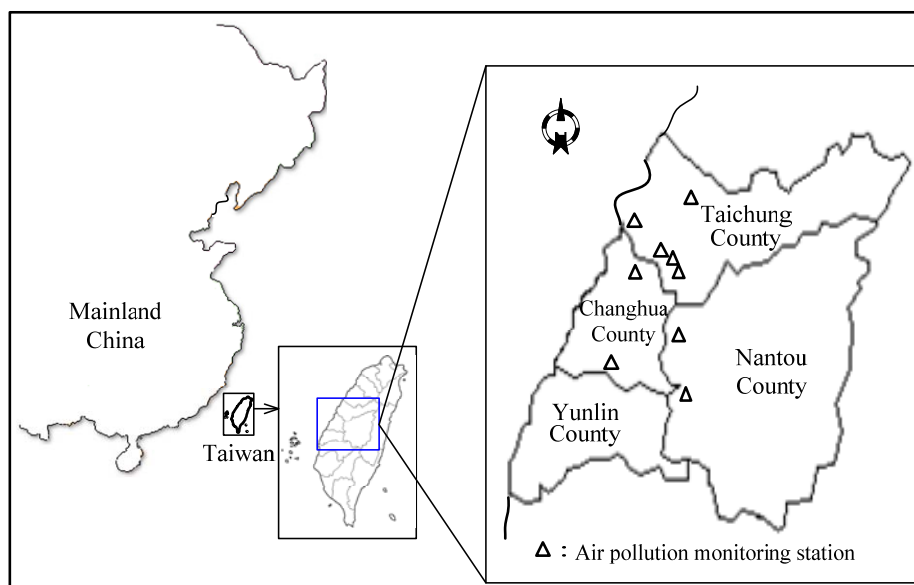 Mainland
China
Taiwan
Taichung
County
Changhua
County
Nantou
County
Yunlin
County
: Air pollution monitoring station